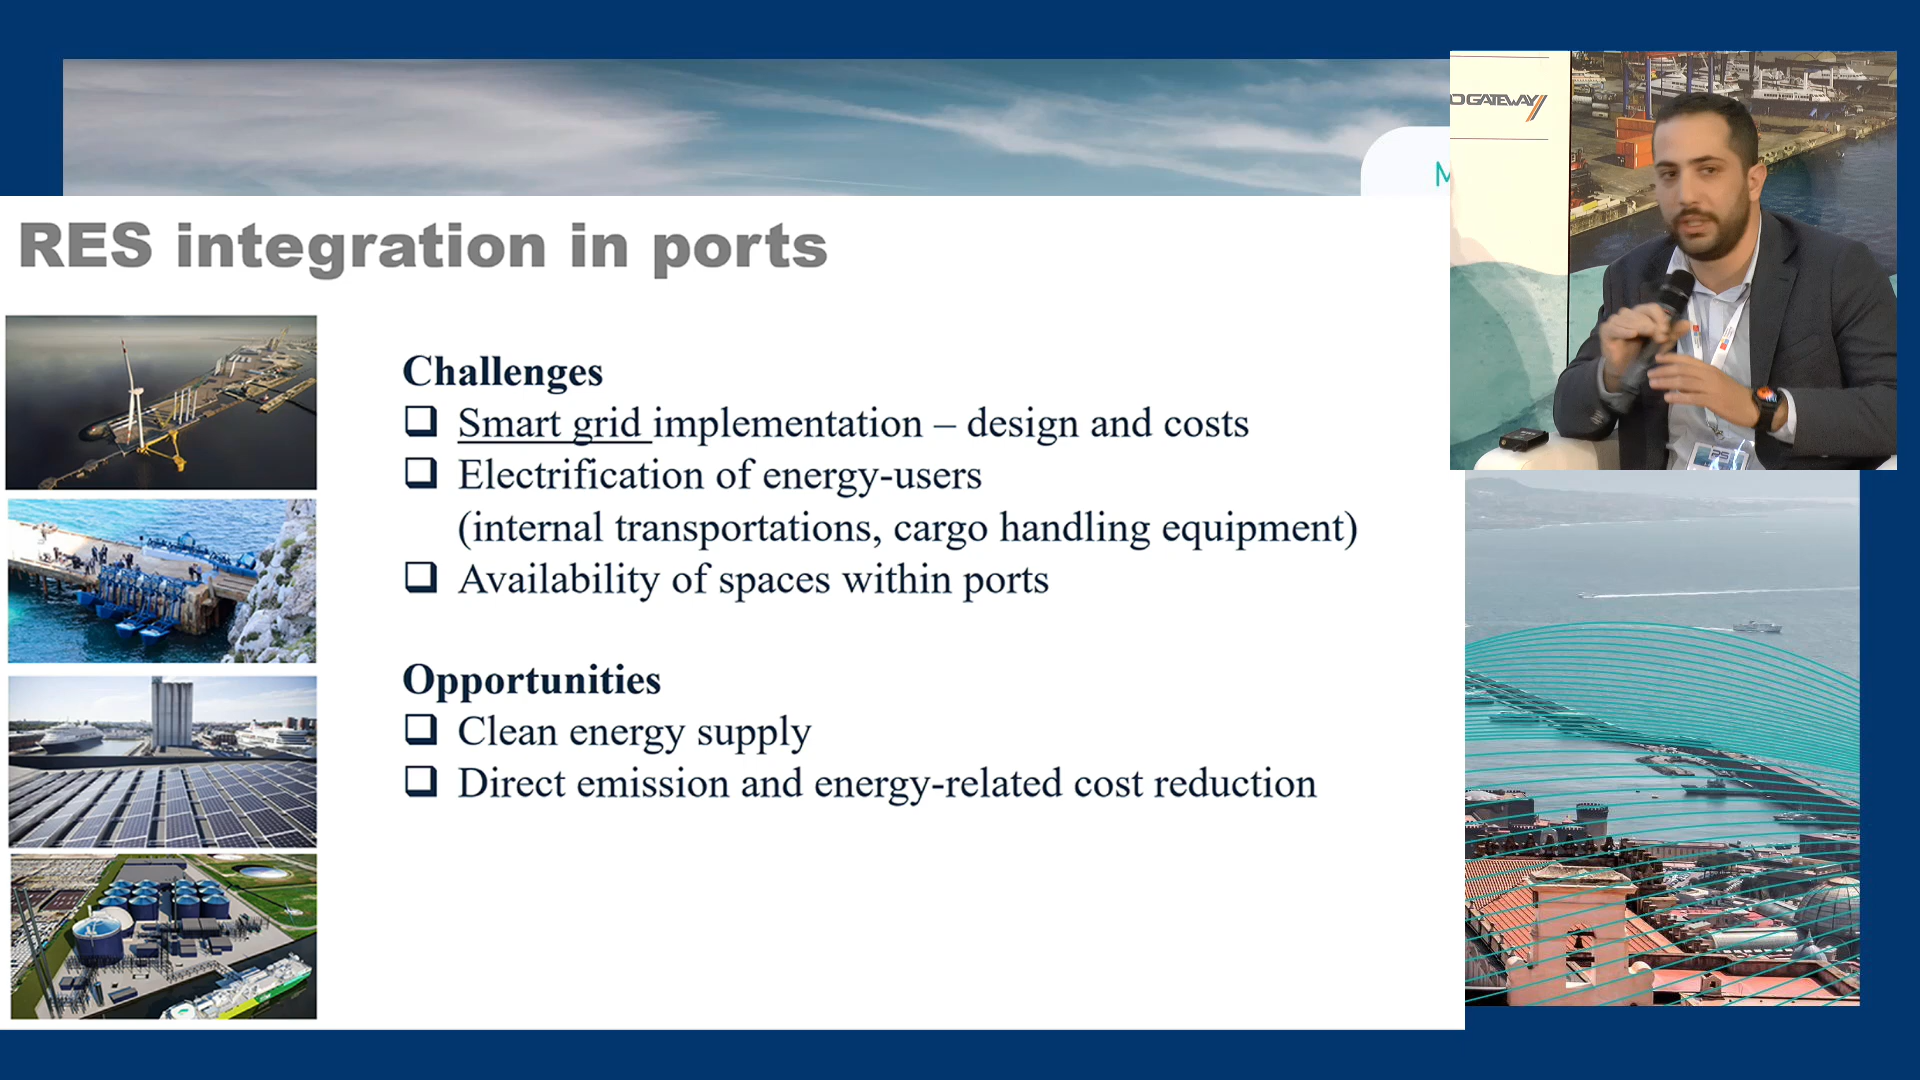 M
GATEWAY
RES integration in ports
Challenges
❑ Smart grid implementation – design and costs
❑ Electrification of energy-users
(internal transportations, cargo handling equipment)
❑ Availability of spaces within ports
Opportunities
❑ Clean energy supply
❑ Direct emission and energy-related cost reduction